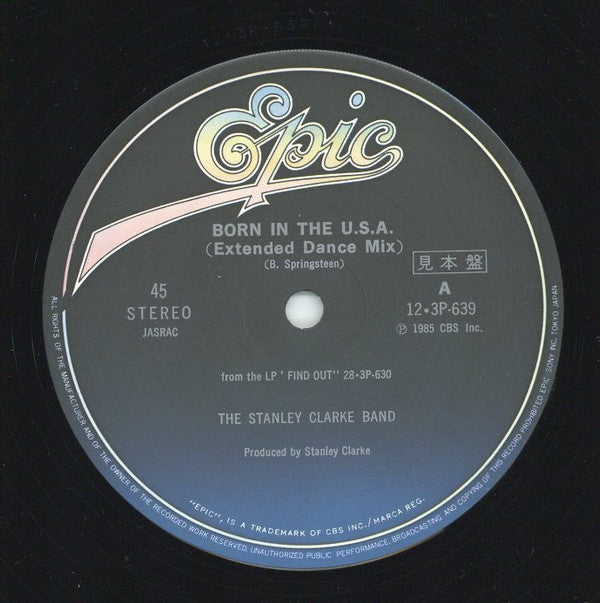 Epic
BORN IN THE U.S.A.
(Extended Dance Mix)
(B. Springsteen)
見本盤
45
STEREO
JASRAC
A
12・3P-639
Ⓟ 1985 CBS Inc.
from the LP ' FIND OUT" 28・3P-630
THE STANLEY CLARKE BAND
Produced by Stanley Clarke
"EPIC", IS A TRADEMARK OF CBS INC./MARCA REG.
ALL RIGHTS OF THE MANUFACTURER AND OF THE OWNER OF THE RECORDED WORK RESERVED, UNAUTHORIZED PUBLIC PERFORMANCE, BROADCASTING AND COPYING OF THIS RECORD PROHIBITED EPIC/SONY INC. TOKYO JAPAN